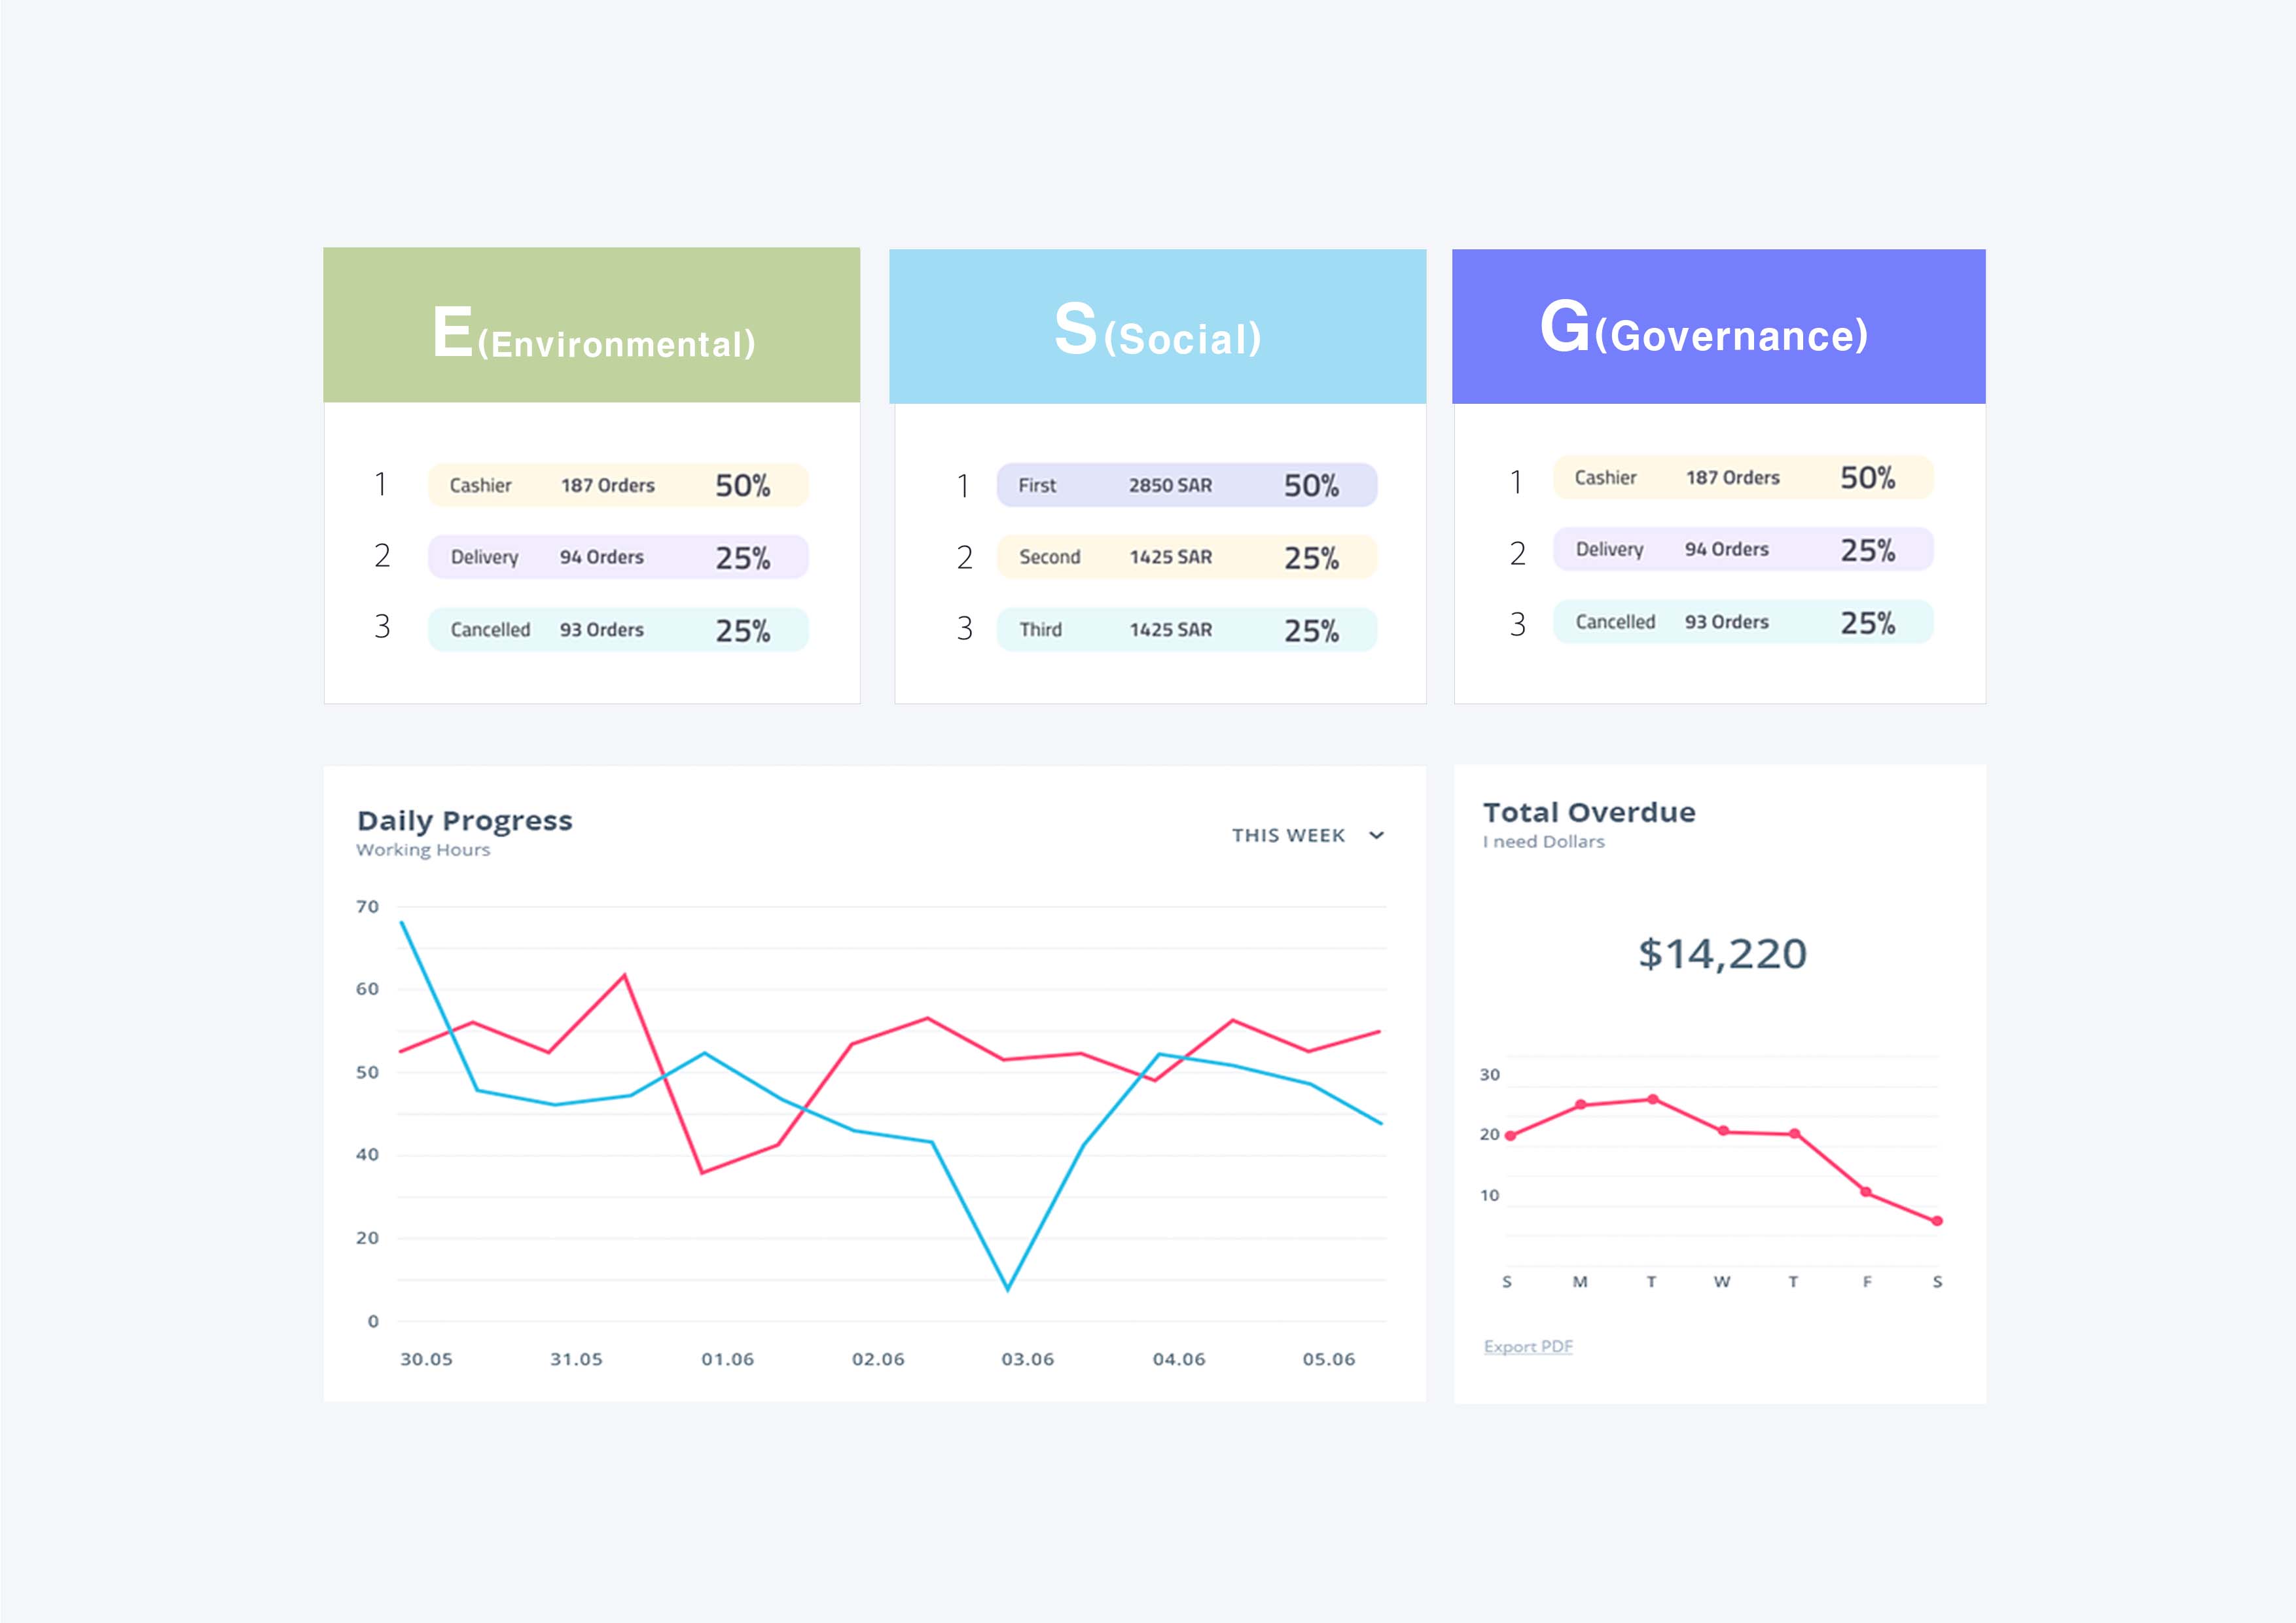 E(Environmental)
1 Cashier 187 Orders 50%
2 Delivery 94 Orders 25%
3 Cancelled 93 Orders 25%
S(Social)
1 First 2850 SAR 50%
2 Second 1425 SAR 25%
3 Third 1425 SAR 25%
G(Governance)
1 Cashier 187 Orders 50%
2 Delivery 94 Orders 25%
3 Cancelled 93 Orders 25%
Daily Progress
Working Hours
THIS WEEK
70
60
50
40
20
0
30.05 31.05 01.06 02.06 03.06 04.06 05.06
Total Overdue
I need Dollars
$14,220
30
20
10
S M T W T F S
Export PDF